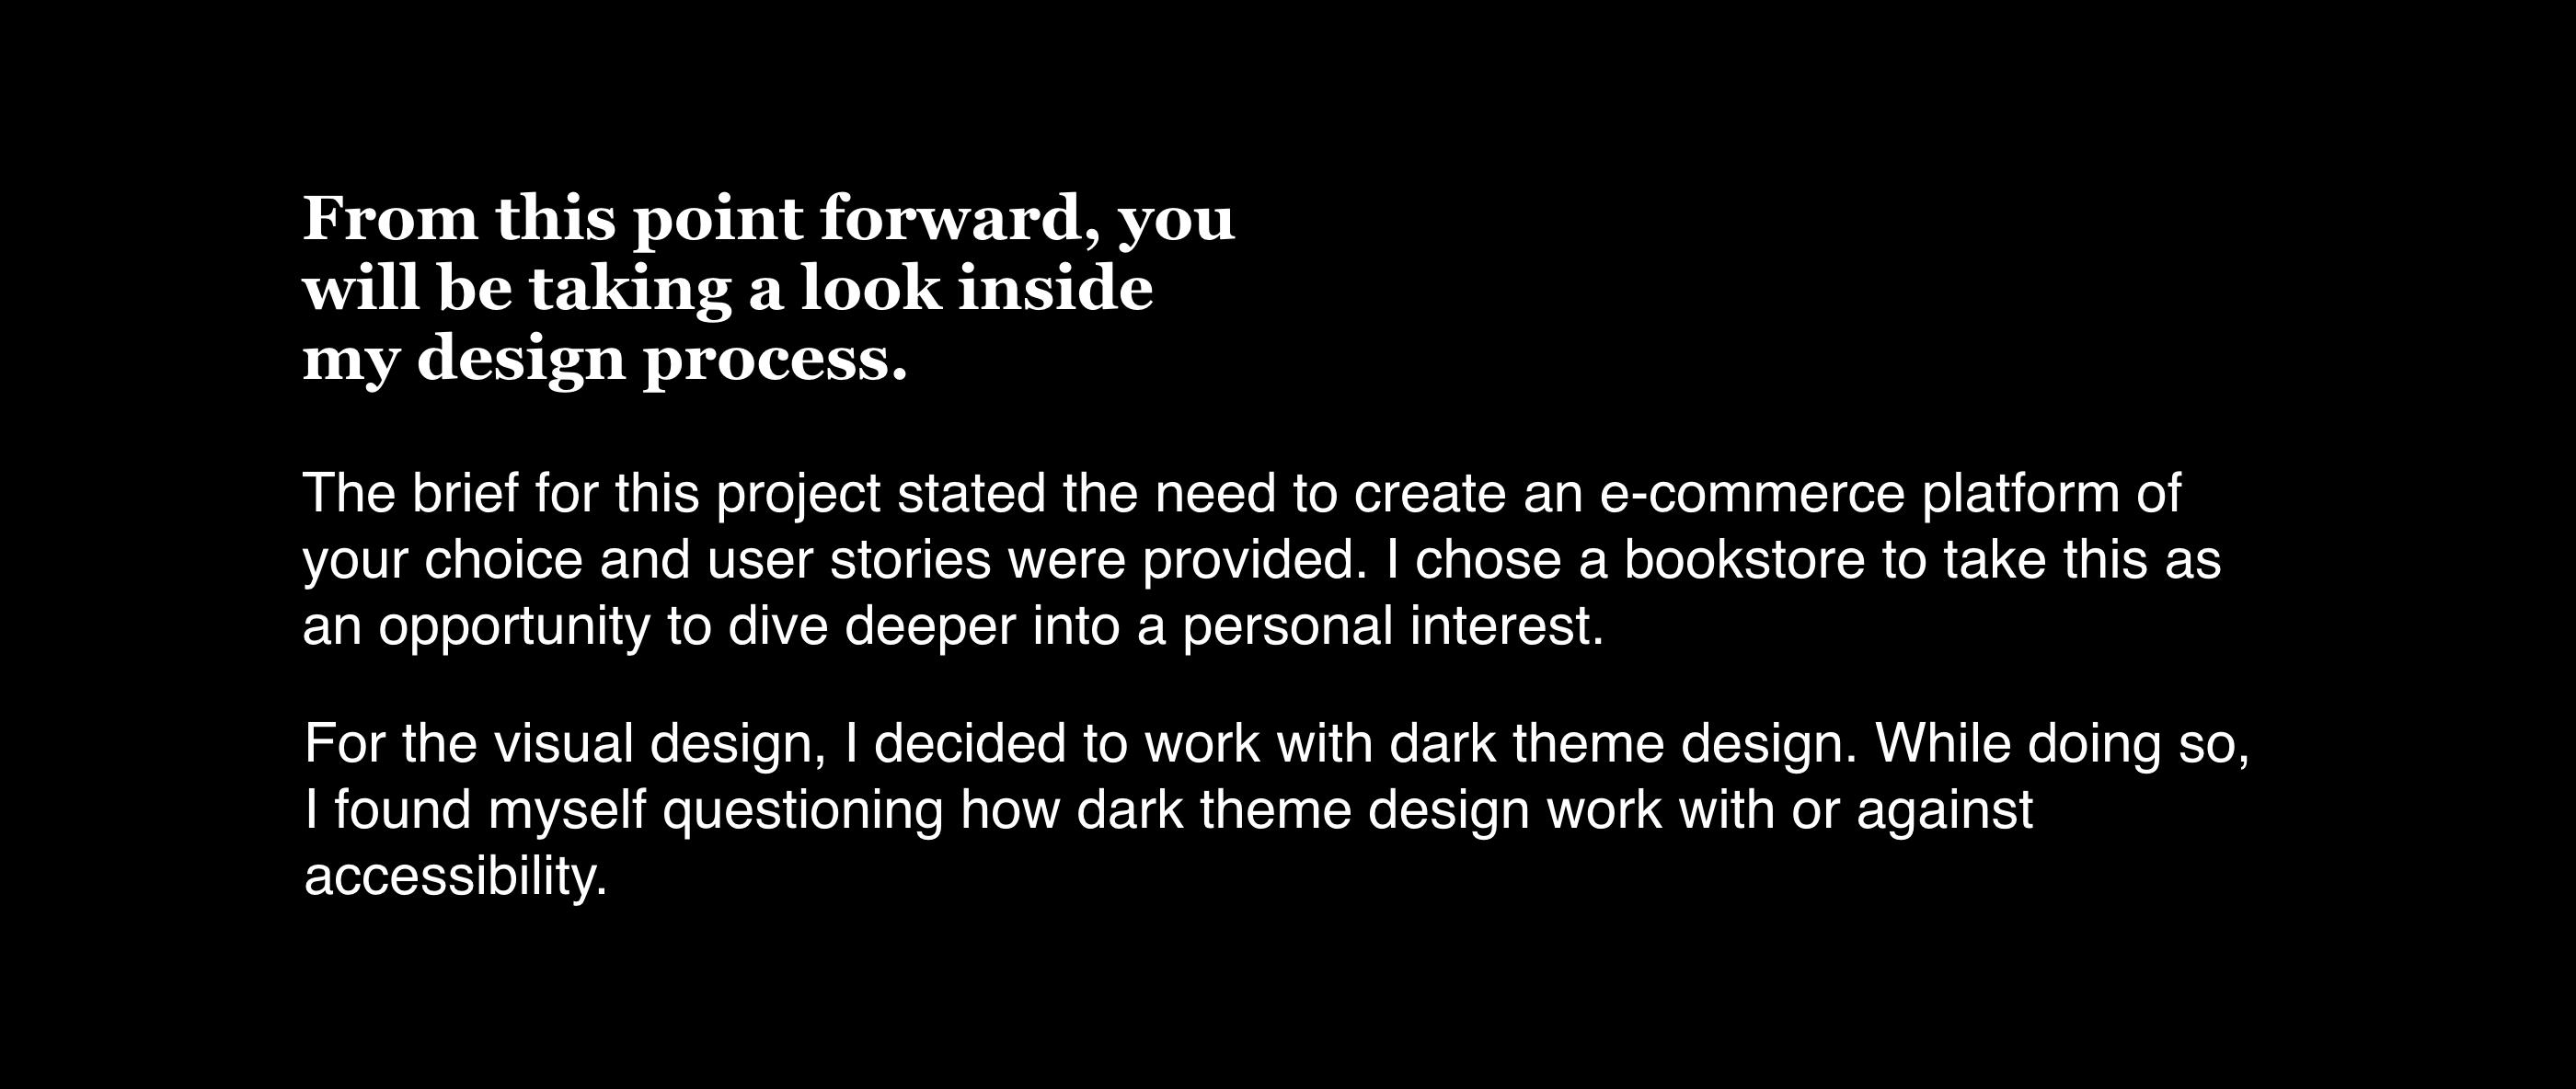 From this point forward, you
will be taking a look inside
my design process.
The brief for this project stated the need to create an e-commerce platform of
your choice and user stories were provided. I chose a bookstore to take this as
an opportunity to dive deeper into a personal interest.
For the visual design, I decided to work with dark theme design. While doing so,
I found myself questioning how dark theme design work with or against
accessibility.